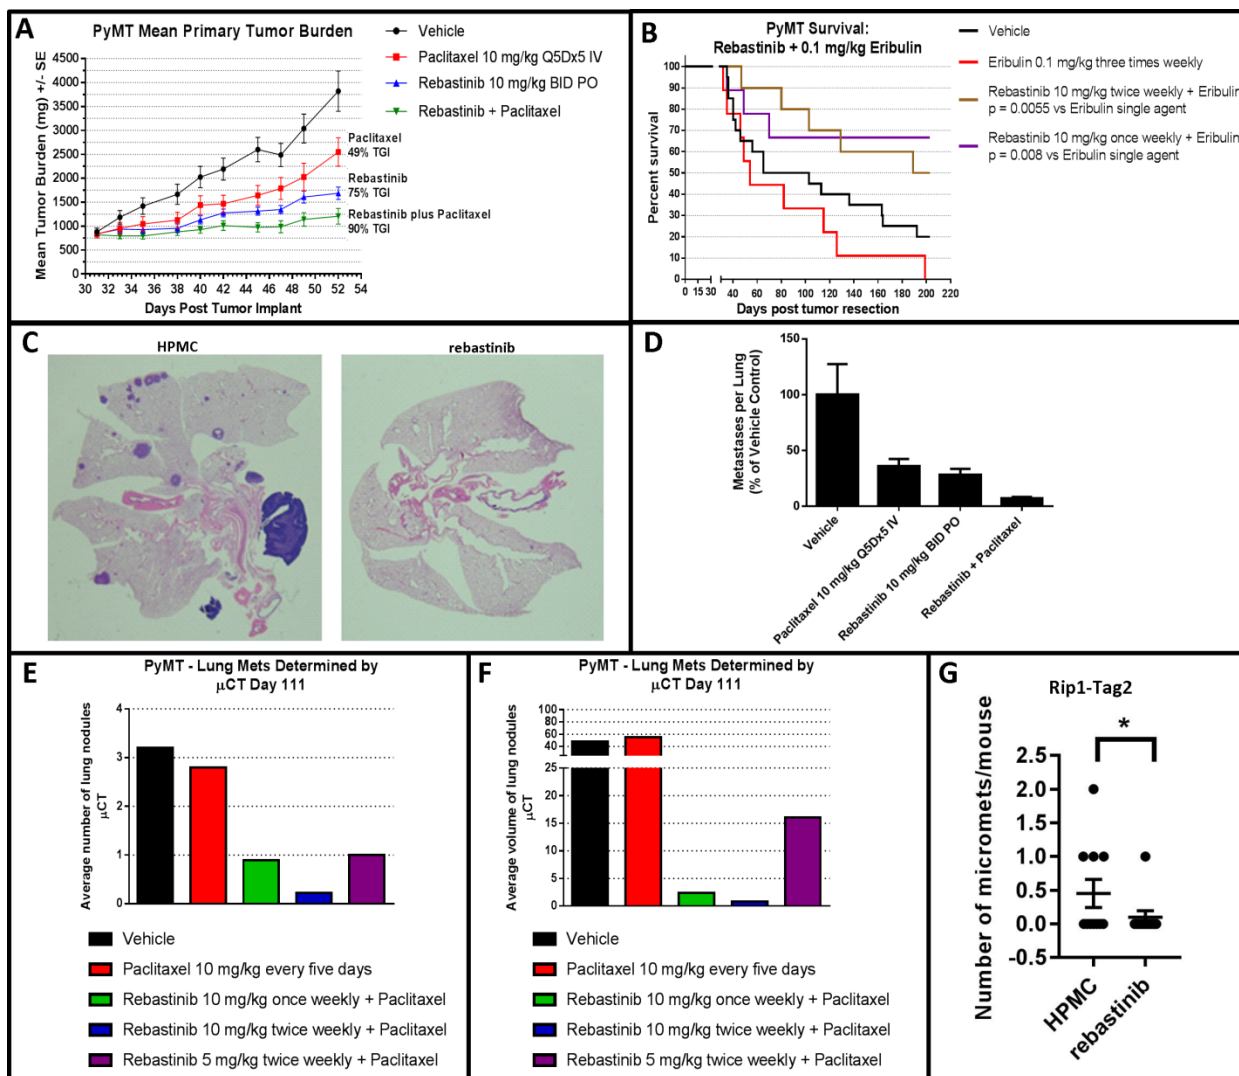 A
PyMT Mean Primary Tumor Burden
Mean Tumor Burden (mg) +/- SE
4500
4000
3500
3000
2500
2000
1750
1500
1250
1000
750
500
250
0
30 31 32 34 36 38 40 42 44 46 48 50 52 54
Days Post Tumor Implant
Vehicle
Paclitaxel 10 mg/kg Q5Dx5 IV
Rebastinib 10 mg/kg BID PO
Rebastinib + Paclitaxel
Paclitaxel
49% TGI
Rebastinib
75% TGI
Rebastinib plus Paclitaxel
90% TGI
B
PyMT Survival:
Rebastinib + 0.1 mg/kg Eribulin
Percent survival
100
90
80
70
60
50
40
30
20
10
0
0 15 30 40 60 80 100 120 140 160 180 200 220
Days post tumor resection
Vehicle
Eribulin 0.1 mg/kg three times weekly
Rebastinib 10 mg/kg twice weekly + Eribulin
p = 0.0055 vs Eribulin single agent
Rebastinib 10 mg/kg once weekly + Eribulin
p = 0.008 vs Eribulin single agent
C
HPMC
rebastinib
D
Metastases per Lung
(% of Vehicle Control)
150
100
50
0
Vehicle
Paclitaxel 10 mg/kg Q5Dx5 IV
Rebastinib 10 mg/kg BID PO
Rebastinib + Paclitaxel
E
PyMT - Lung Mets Determined by
μCT Day 111
Average number of lung nodules
μCT
4
3
2
1
0
Vehicle
Paclitaxel 10 mg/kg every five days
Rebastinib 10 mg/kg once weekly + Paclitaxel
Rebastinib 10 mg/kg twice weekly + Paclitaxel
Rebastinib 5 mg/kg twice weekly + Paclitaxel
F
PyMT - Lung Mets Determined by
μCT Day 111
Average volume of lung nodules
μCT
100
80
60
40
25
20
15
10
5
0
Vehicle
Paclitaxel 10 mg/kg every five days
Rebastinib 10 mg/kg once weekly + Paclitaxel
Rebastinib 10 mg/kg twice weekly + Paclitaxel
Rebastinib 5 mg/kg twice weekly + Paclitaxel
G
Rip1-Tag2
*
Number of micromets/mouse
2.5
2.0
1.5
1.0
0.5
0.0
-0.5
HPMC
rebastinib